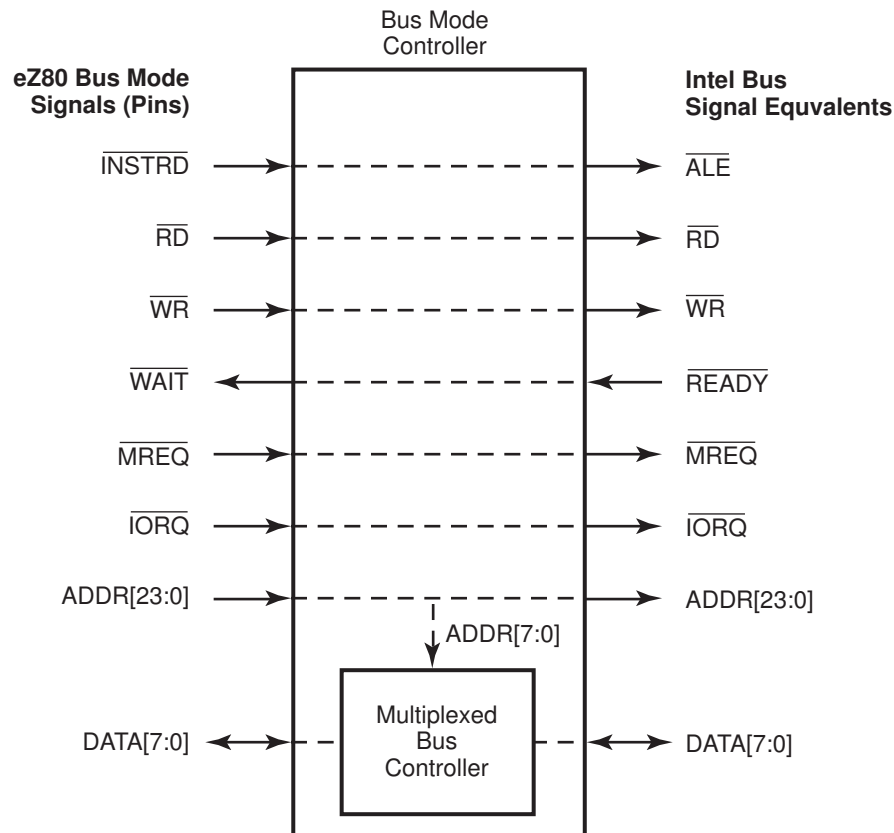 Bus Mode
Controller
eZ80 Bus Mode
Signals (Pins)
Intel Bus
Signal Equvalents
INSTRD
ALE
RD
RD
WR
WR
WAIT
READY
MREQ
MREQ
IORQ
IORQ
ADDR[23:0]
ADDR[23:0]
ADDR[7:0]
Multiplexed
Bus
Controller
DATA[7:0]
DATA[7:0]